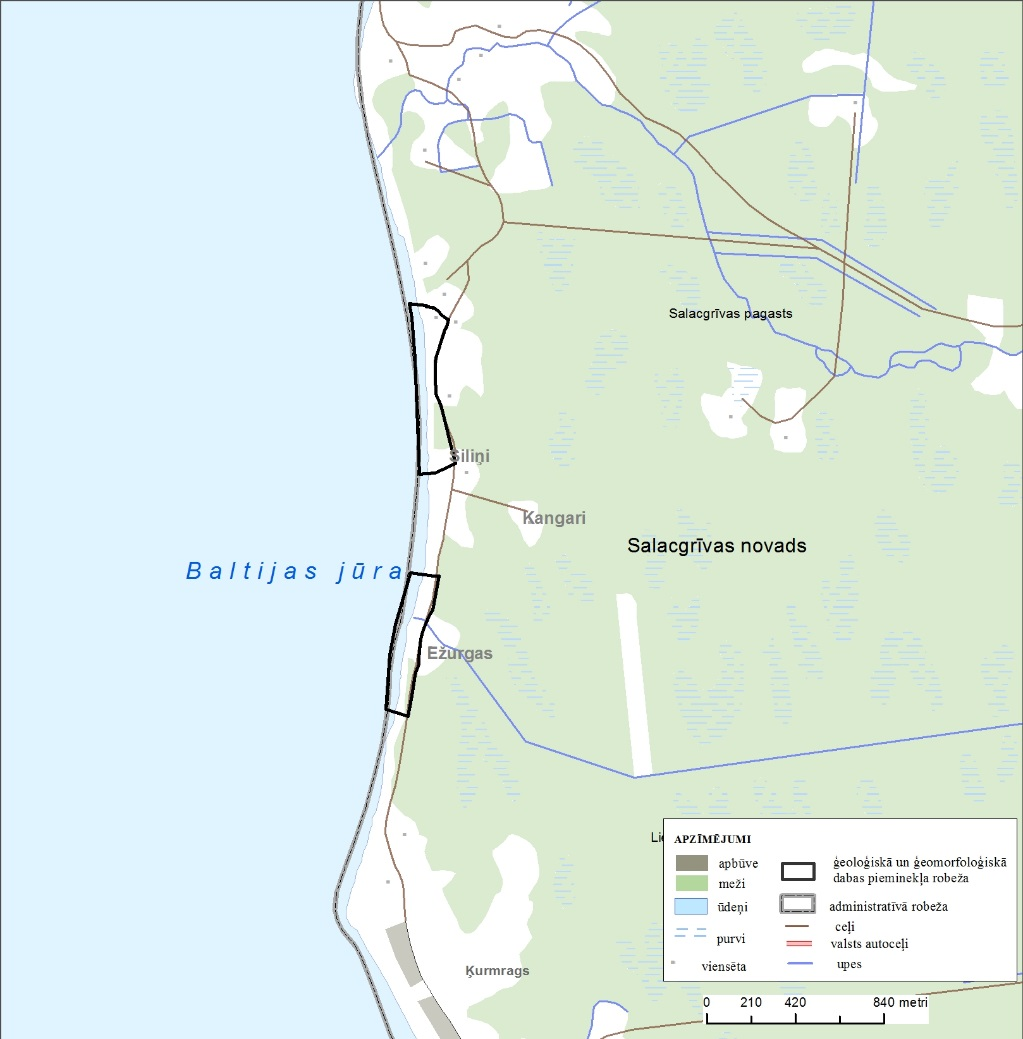 Salacgrīvas pagasts
Siliņi
Kangari
Salacgrīvas novads
Baltijas jūra
Ežurgas
Ķurmrags
APZĪMĒJUMI
apbūve
meži
ūdeņi
purvi
viensēta
ģeoloģiskā un ģeomorfoloģiskā
dabas pieminekļa robeža
administratīvā robeža
ceļi
valsts autoceļi
upes
0 210 420 840 metri